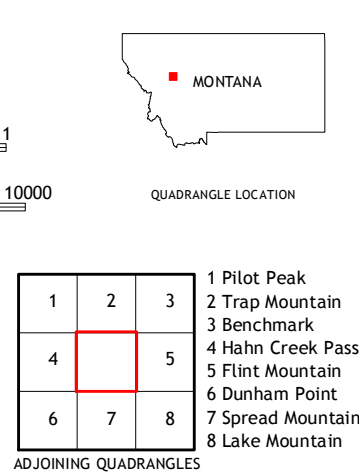 MONTANA
1
10000
QUADRANGLE LOCATION
1 2 3
4 5
6 7 8
1 Pilot Peak
2 Trap Mountain
3 Benchmark
4 Hahn Creek Pass
5 Flint Mountain
6 Dunham Point
7 Spread Mountain
8 Lake Mountain
ADJOINING QUADRANGLES